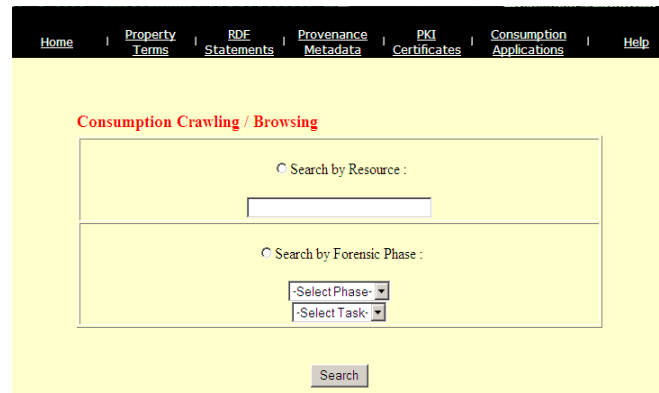 Home | Property Terms | RDF Statements | Provenance Metadata | PKI Certificates | Consumption Applications | Help
Consumption Crawling / Browsing
Search by Resource :
Search by Forensic Phase :
-Select Phase-
-Select Task-
Search